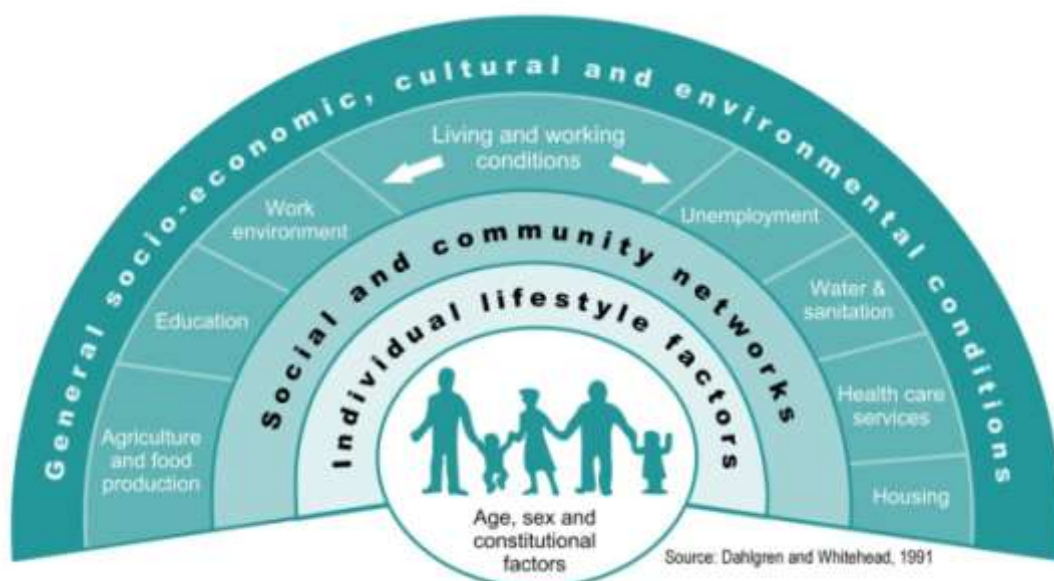 General socio-economic, cultural and environmental conditions
Living and working
conditions
Work
environment
Unemployment
Education
Water &
sanitation
Agriculture
and food
production
Health care
services
Housing
Social and community networks
Individual lifestyle factors
Age, sex and
constitutional
factors
Source: Dahlgren and Whitehead, 1991